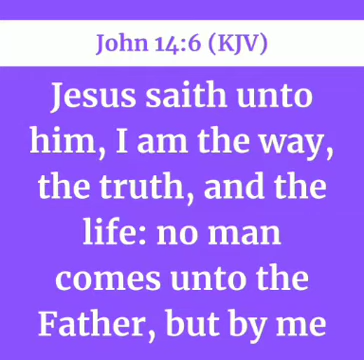 John 14:6 (KJV)
Jesus saith unto
him, I am the way,
the truth, and the
life: no man
comes unto the
Father, but by me